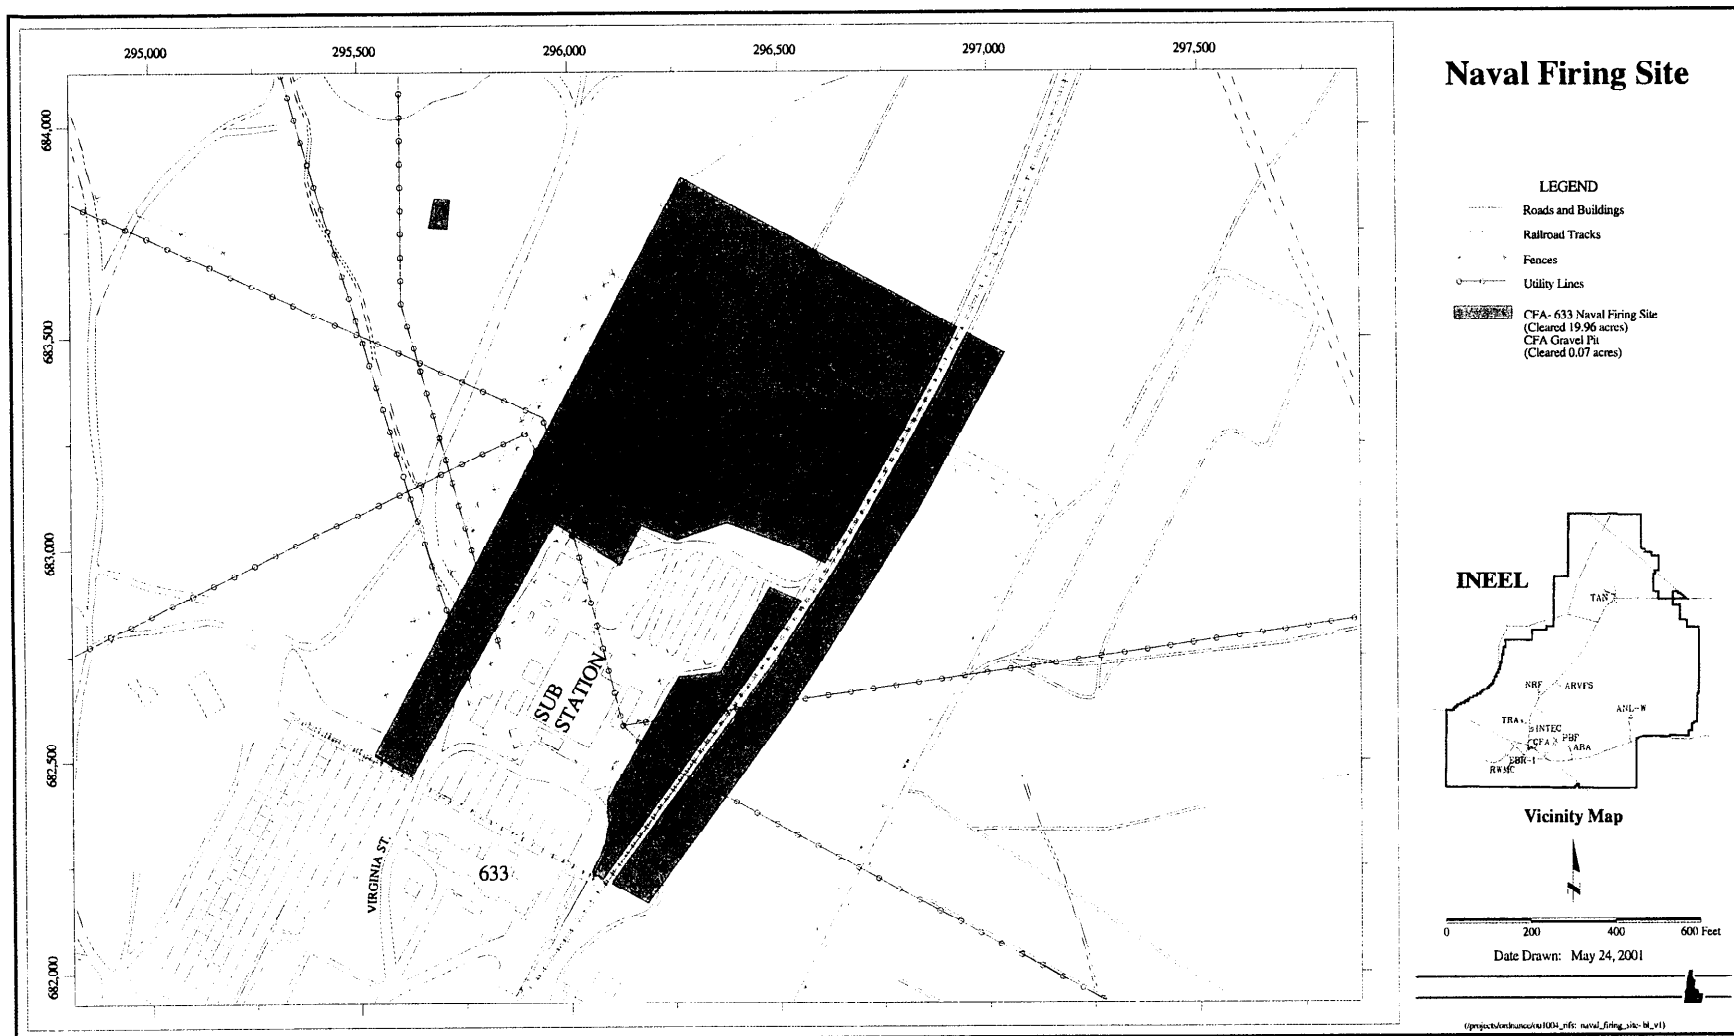 295,000 295,500 296,000 296,500 297,000 297,500
684,000
683,500
683,000
682,500
682,000
SUB
STATION
VIRGINIA ST.
633
Naval Firing Site
LEGEND
Roads and Buildings
Railroad Tracks
Fences
Utility Lines
CFA- 633 Naval Firing Site
(Cleared 19.96 acres)
CFA Gravel Pit
(Cleared 0.07 acres)
INEEL
TAN
NRF
ARVFS
ANL-W
TRA
INTEC
CFA
PBF
ARA
EBR-I
RWMC
Vicinity Map
N
0 200 400 600 Feet
Date Drawn: May 24, 2001